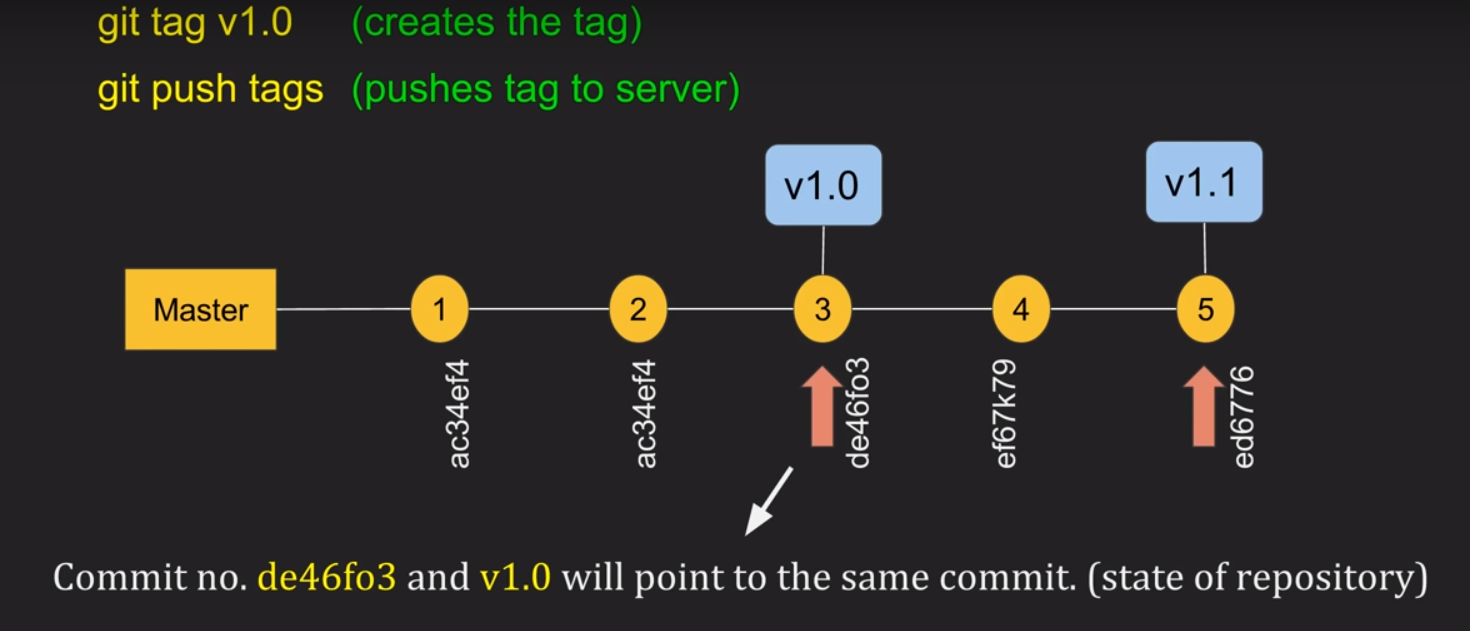 git tag v1.0 (creates the tag)
git push tags (pushes tag to server)
v1.0
v1.1
Master
1
2
3
4
5
ac34ef4
ac34ef4
de46fo3
ef67k79
ed6776
Commit no. de46fo3 and v1.0 will point to the same commit. (state of repository)